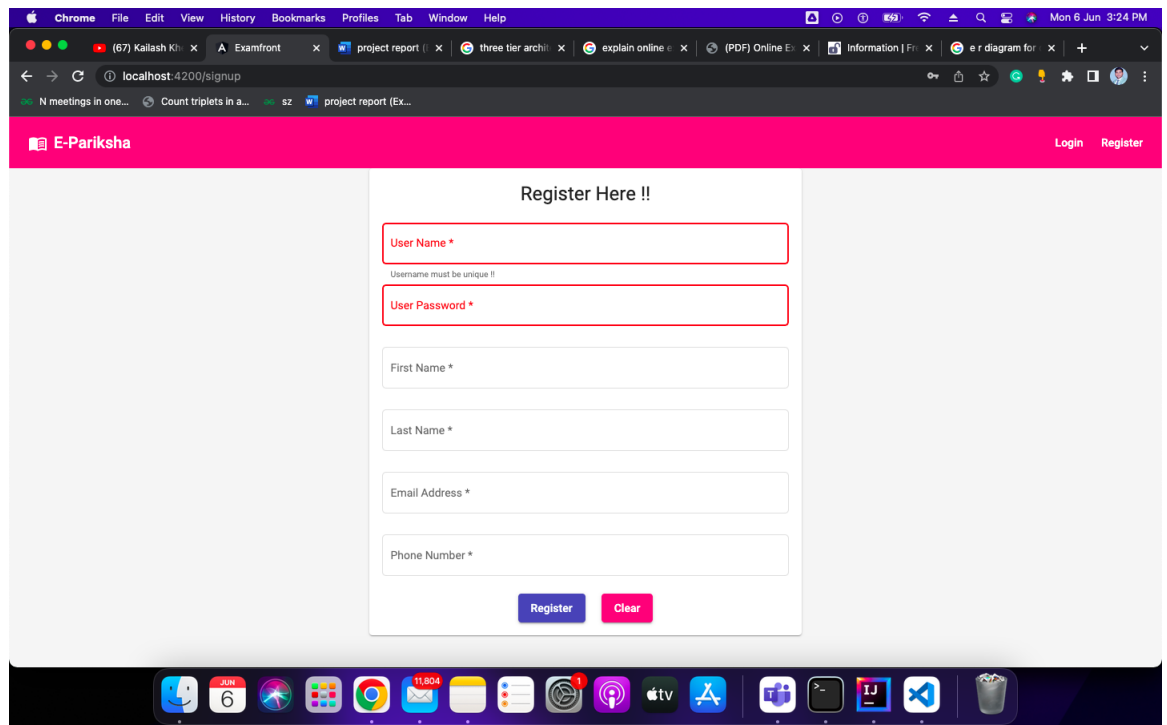 Chrome File Edit View History Bookmarks Profiles Tab Window Help Mon 6 Jun 3:24 PM
(67) Kailash Khe Examfront project report ( three tier archit explain online e (PDF) Online Ex Information | Fr e r diagram for
localhost:4200/signup
N meetings in one... Count triplets in a... sz project report (Ex...
E-Pariksha Login Register
Register Here !!
User Name *
Username must be unique !!
User Password *
First Name *
Last Name *
Email Address *
Phone Number *
Register Clear
JUN 6 11,804 1 tv IJ